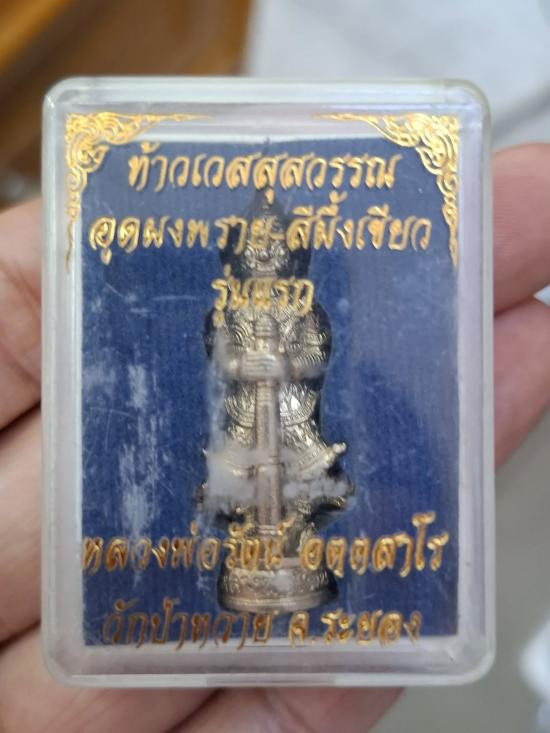 ท้าวเวสสุสวรรณ
อุดผงพราย-สีผึ้งเขียว
รุ่นแรก
หลวงพ่อรัตน์ อตฺตสาโร
วัดป่าหวาย จ.ระยอง